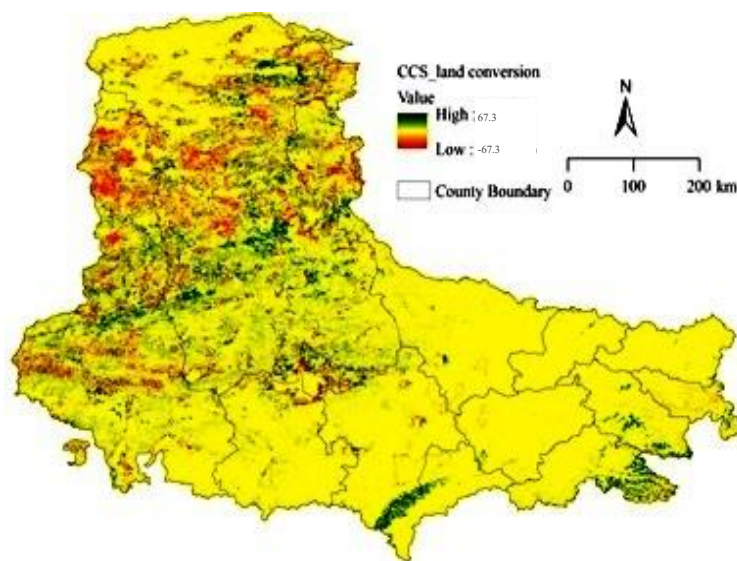 CCS_land conversion
Value
High : 67.3
Low : -67.3
County Boundary
N
0 100 200 km